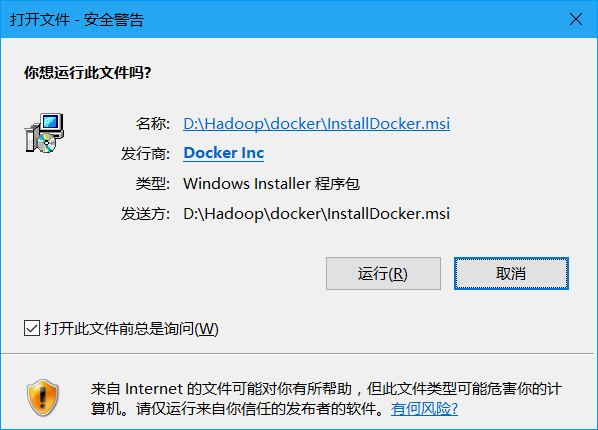 打开文件 - 安全警告
你想运行此文件吗?
名称: D:\Hadoop\docker\InstallDocker.msi
发行商: Docker Inc
类型: Windows Installer 程序包
发送方: D:\Hadoop\docker\InstallDocker.msi
运行(R) 取消
打开此文件前总是询问(W)
来自 Internet 的文件可能对你有所帮助，但此文件类型可能危害你的计
算机。请仅运行来自你信任的发布者的软件。有何风险?